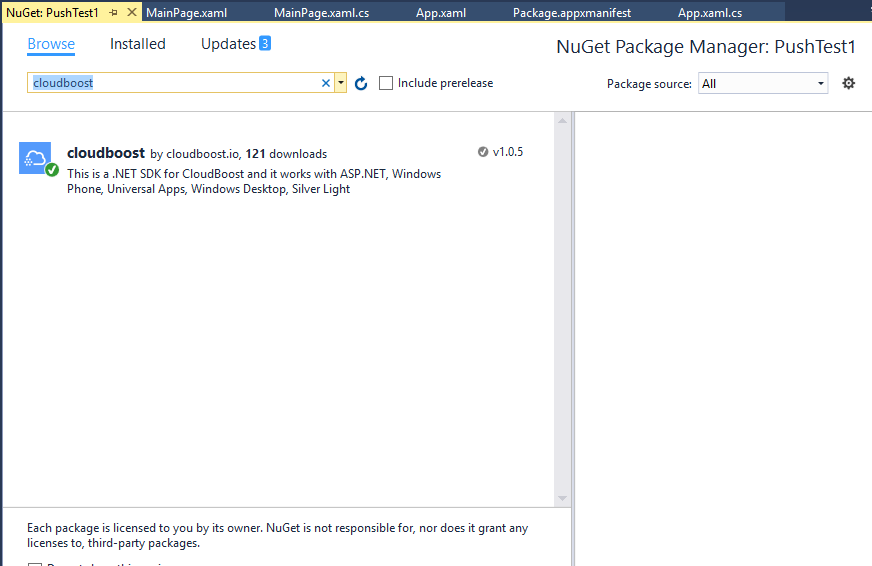 NuGet: PushTest1
MainPage.xaml
MainPage.xaml.cs
App.xaml
Package.appxmanifest
App.xaml.cs
Browse
Installed
Updates 3
NuGet Package Manager: PushTest1
cloudboost
Include prerelease
Package source: All
cloudboost by cloudboost.io, 121 downloads
v1.0.5
This is a .NET SDK for CloudBoost and it works with ASP.NET, Windows
Phone, Universal Apps, Windows Desktop, Silver Light
Each package is licensed to you by its owner. NuGet is not responsible for, nor does it grant any
licenses to, third-party packages.